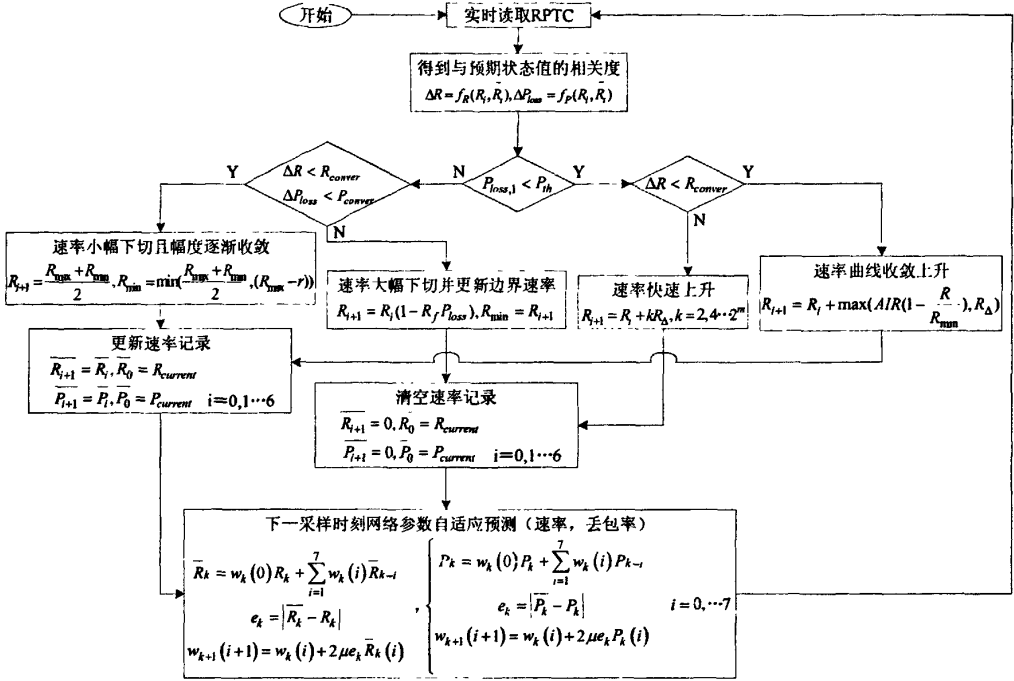 开始
实时读取RPTC
得到与预期状态值的相关度
ΔR=f_R(R_i,R̄_i),ΔP_loss=f_P(R_i,R̄_i)
Y
ΔR<R_conver
ΔP_loss<P_conver
N
P_loss,1<P_th
Y
ΔR<R_conver
Y
N
N
速率小幅下切且幅度逐渐收敛
R_{i+1}=(R_max+R_min)/2,R_min=min((R_max+R_min)/2,(R_max-r))
速率大幅下切并更新边界速率
R_{i+1}=R_i(1-R_f P_loss),R_min=R_{i+1}
速率快速上升
R_{i+1}=R_i+kR_Δ,k=2,4…2^m
速率曲线收敛上升
R_{i+1}=R_i+max(AIR(1-R/R_min),R_Δ)
更新速率记录
R̄_{i+1}=R̄_i,R̄_0=R_current
P̄_{i+1}=P̄_i,P̄_0=P_current i=0,1…6
清空速率记录
R̄_{i+1}=0,R̄_0=R_current
P̄_{i+1}=0,P̄_0=P_current i=0,1…6
下一采样时刻网络参数自适应预测（速率，丢包率）
R̄_k=w_k(0)R_k+∑_{i=1}^{7}w_k(i)R̄_{k-i}
e_k=|R̄_k-R_k|
w_{k+1}(i+1)=w_k(i)+2μe_kR̄_k(i)
,
P_k=w_k(0)P_k+∑_{i=1}^{7}w_k(i)P_{k-i}
e_k=|P̄_k-P_k|
w_{k+1}(i+1)=w_k(i)+2μe_kP_k(i)
i=0,…7